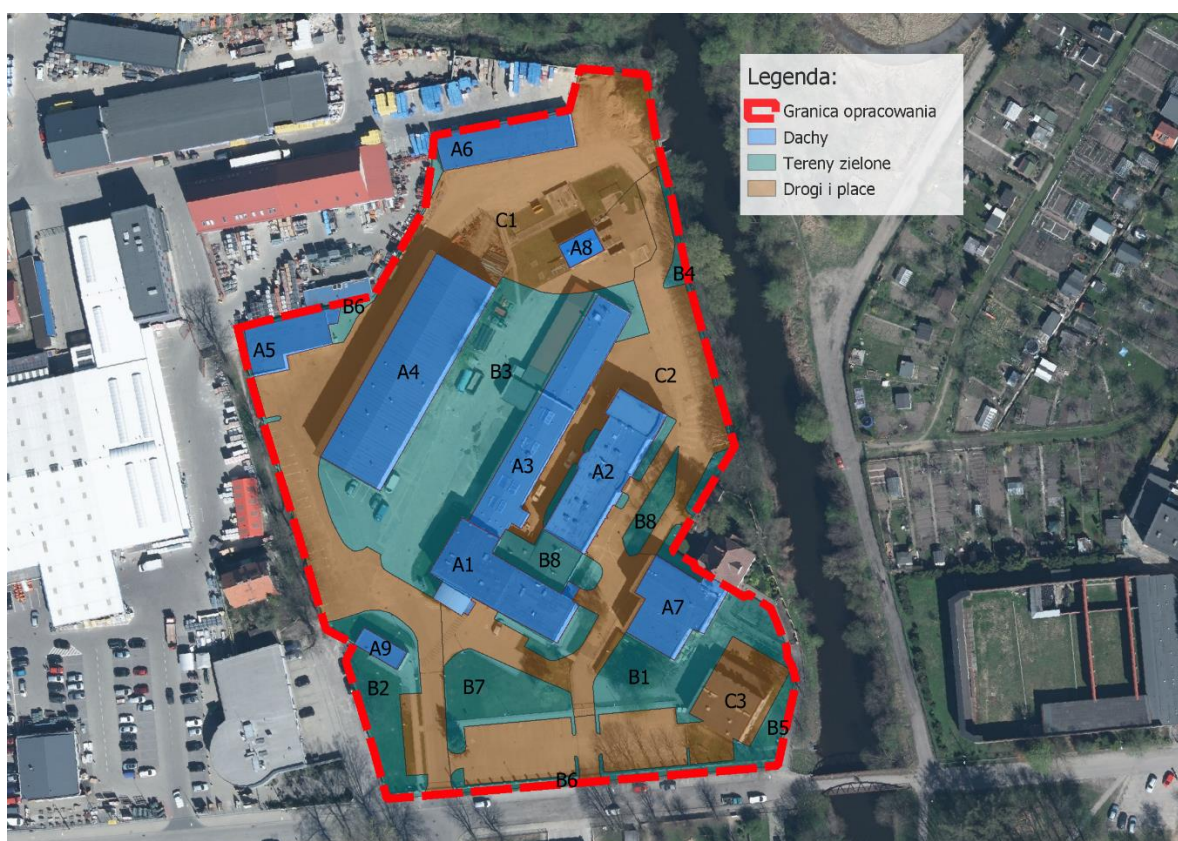 Legenda:
Granica opracowania
Dachy
Tereny zielone
Drogi i place
A6
C1
A8
B4
B6
A5
A4
B3
C2
A3
A2
B8
B8
A1
A7
A9
B2
B7
B1
C3
B5
B6